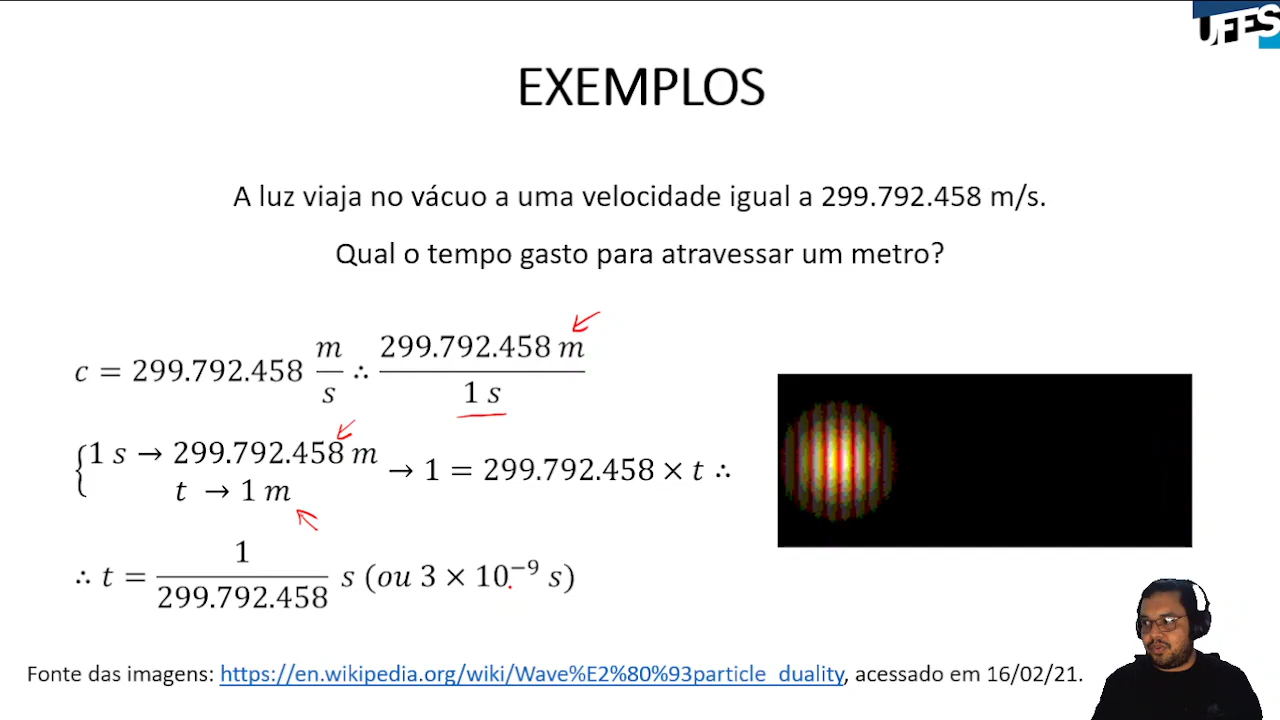 UFES
EXEMPLOS
A luz viaja no vácuo a uma velocidade igual a 299.792.458 m/s.
Qual o tempo gasto para atravessar um metro?
c = 299.792.458 m/s ∴ 299.792.458 m / 1 s
{1 s → 299.792.458 m
t → 1 m → 1 = 299.792.458 × t ∴
∴ t = 1 / 299.792.458 s (ou 3 × 10⁻⁹ s)
Fonte das imagens: https://en.wikipedia.org/wiki/Wave%E2%80%93particle_duality, acessado em 16/02/21.